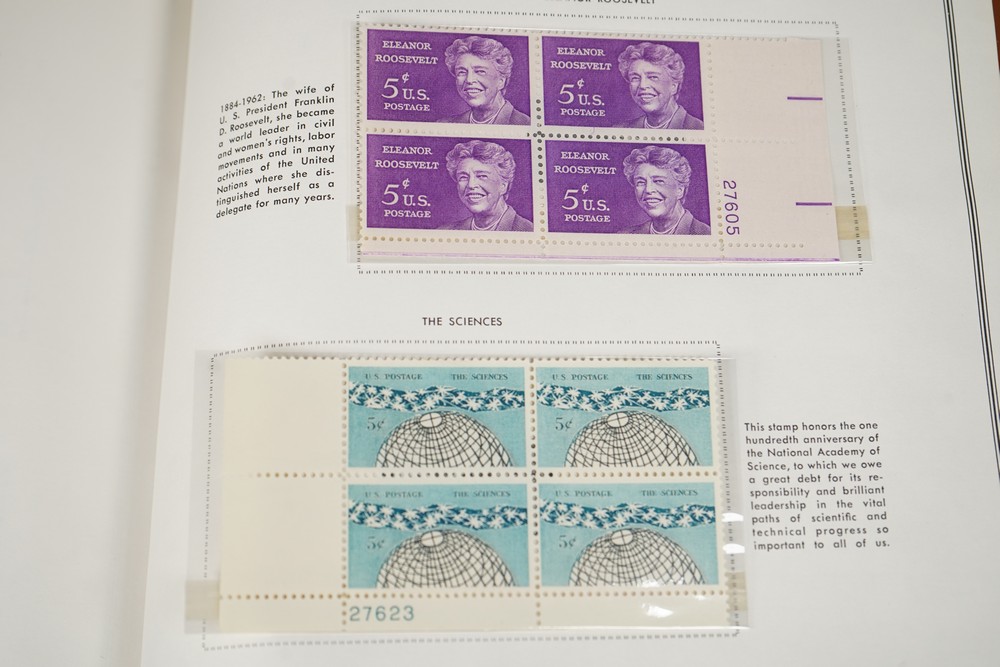 ROOSEVELT
1884-1962: The wife of
U. S. President Franklin
D. Roosevelt, she became
a world leader in civil
and women's rights, labor
movements and in many
activities of the United
Nations where she dis-
tinguished herself as a
delegate for many years.
ELEANOR
ROOSEVELT
5¢
U.S.
POSTAGE
ELEANOR
ROOSEVELT
5¢
U.S.
POSTAGE
ELEANOR
ROOSEVELT
5¢
U.S.
POSTAGE
ELEANOR
ROOSEVELT
5¢
U.S.
POSTAGE
27605
THE SCIENCES
U.S. POSTAGE THE SCIENCES
5¢
U.S. POSTAGE THE SCIENCES
5¢
U.S. POSTAGE THE SCIENCES
5¢
U.S. POSTAGE THE SCIENCES
5¢
27623
This stamp honors the one
hundredth anniversary of
the National Academy of
Science, to which we owe
a great debt for its re-
sponsibility and brilliant
leadership in the vital
paths of scientific and
technical progress so
important to all of us.